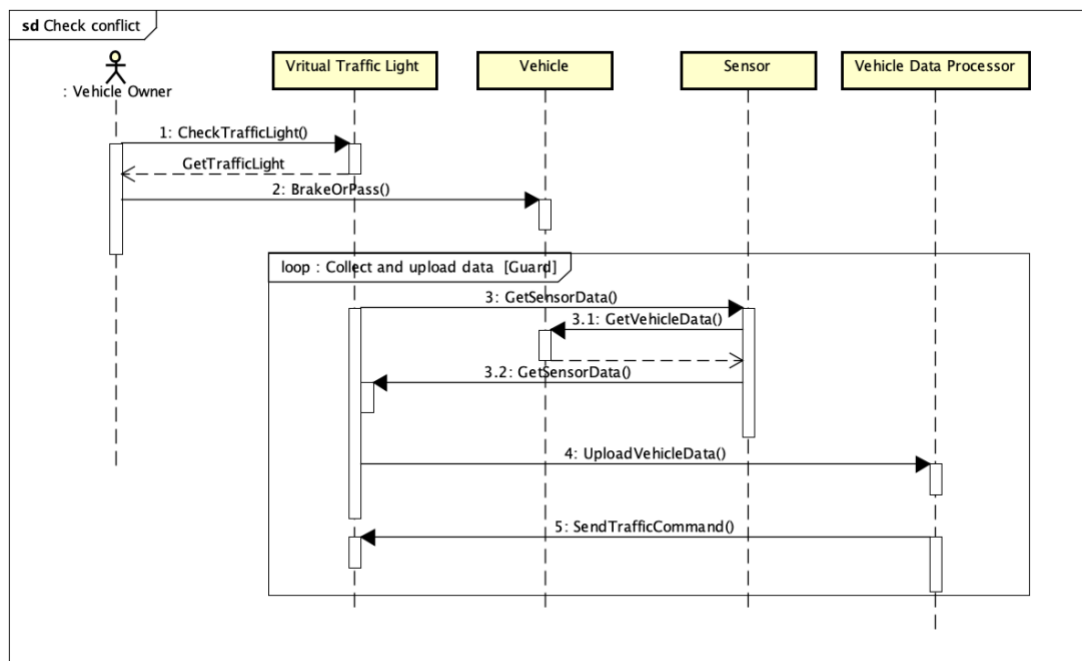 sd Check conflict
: Vehicle Owner
Vritual Traffic Light
Vehicle
Sensor
Vehicle Data Processor
1: CheckTrafficLight()
GetTrafficLight
2: BrakeOrPass()
loop : Collect and upload data [Guard]
3: GetSensorData()
3.1: GetVehicleData()
3.2: GetSensorData()
4: UploadVehicleData()
5: SendTrafficCommand()